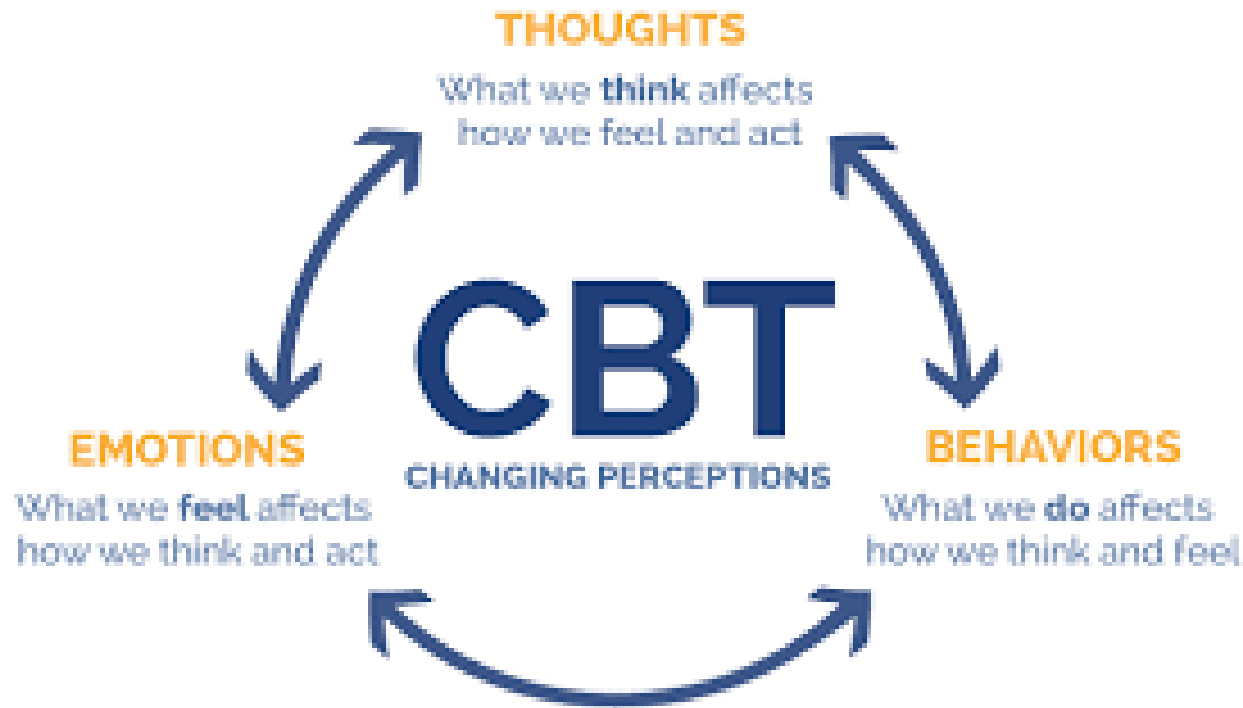 THOUGHTS
What we think affects
how we feel and act
CBT
CHANGING PERCEPTIONS
EMOTIONS
What we feel affects
how we think and act
BEHAVIORS
What we do affects
how we think and feel